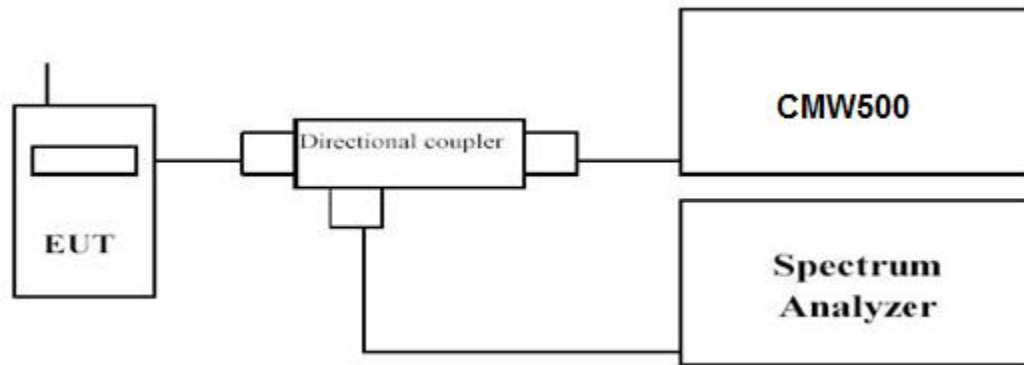 EUT
Directional coupler
CMW500
Spectrum
Analyzer